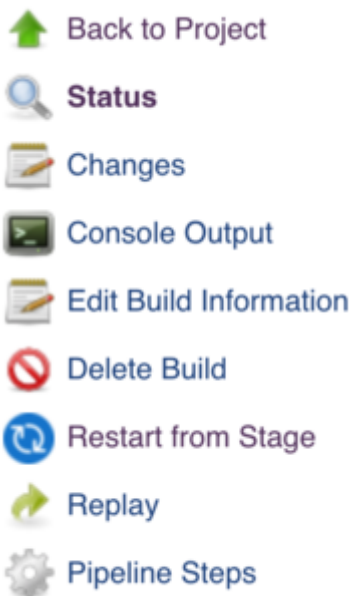 Back to Project
Status
Changes
Console Output
Edit Build Information
Delete Build
Restart from Stage
Replay
Pipeline Steps